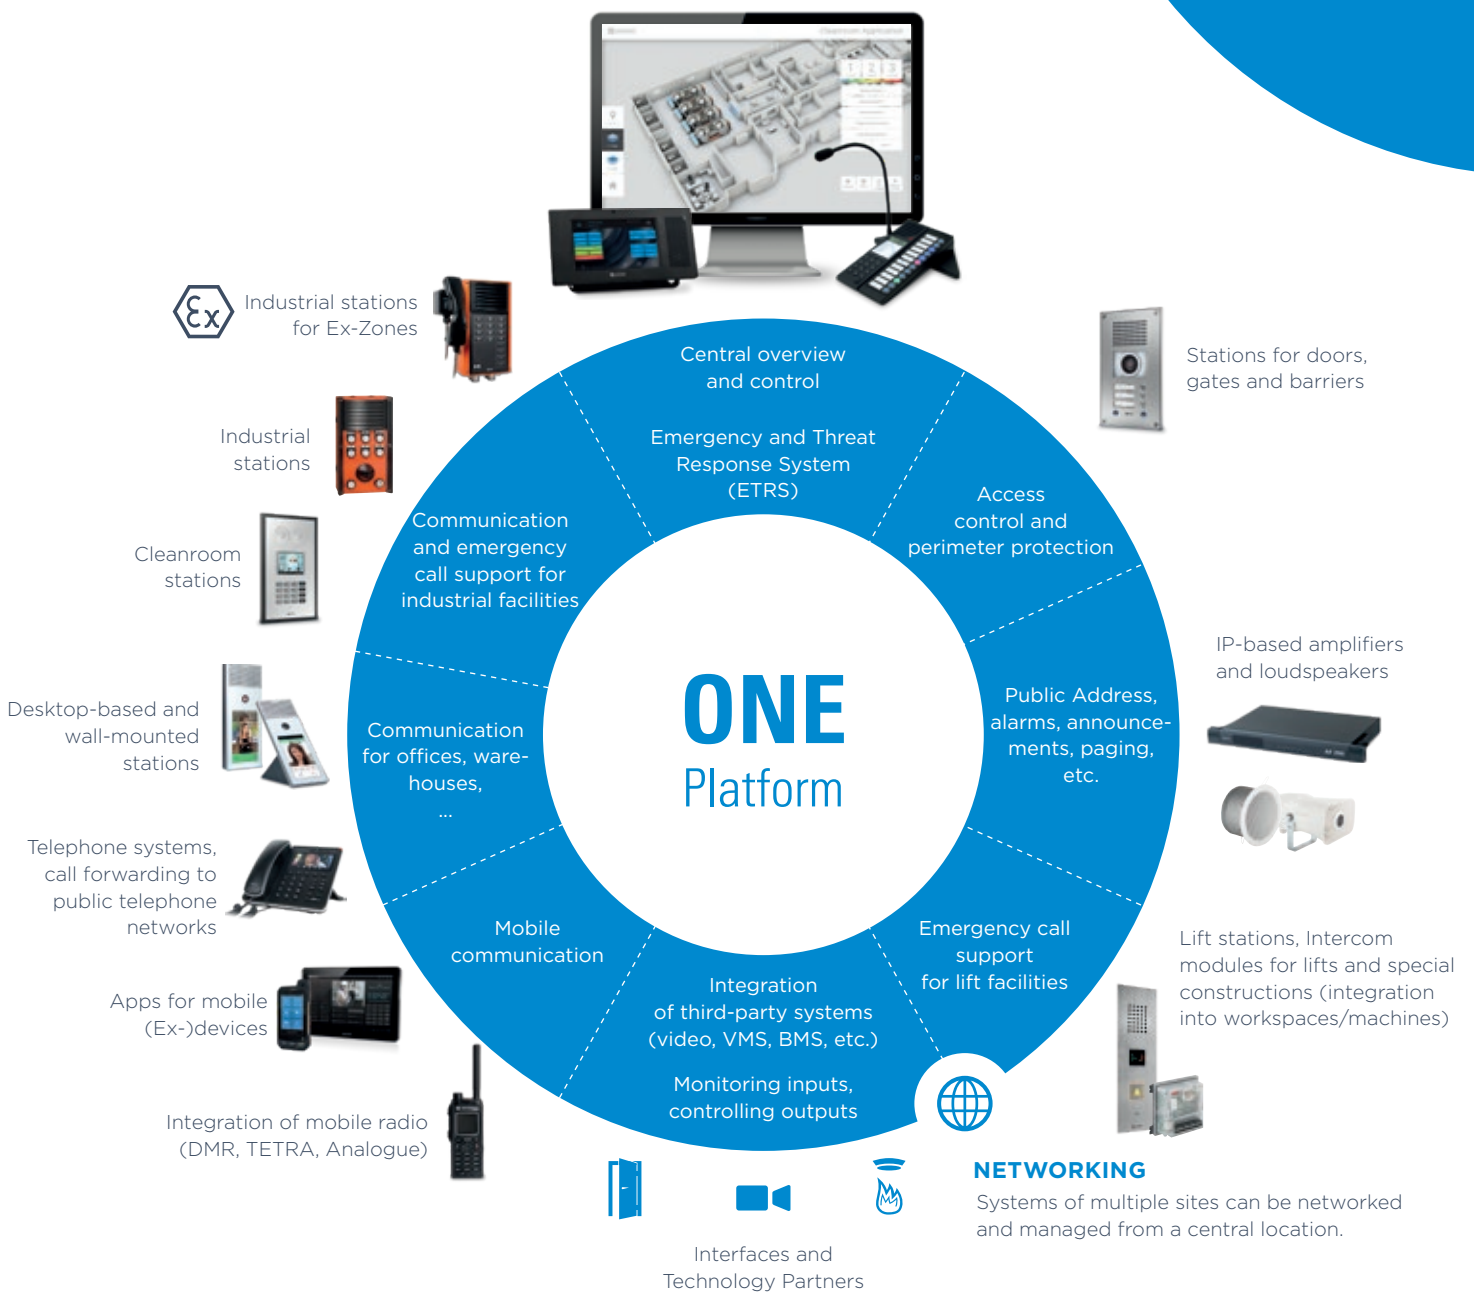 Cleanroom Application
1 2 3
Ex
Industrial stations
for Ex-Zones
Industrial
stations
Cleanroom
stations
Desktop-based and
wall-mounted
stations
Telephone systems,
call forwarding to
public telephone
networks
Apps for mobile
(Ex-)devices
Integration of mobile radio
(DMR, TETRA, Analogue)
Central overview
and control
Emergency and Threat
Response System
(ETRS)
Communication
and emergency
call support for
industrial facilities
Communication
for offices, ware-
houses,
...
Mobile
communication
Integration
of third-party systems
(video, VMS, BMS, etc.)
Monitoring inputs,
controlling outputs
ONE
Platform
Access
control and
perimeter protection
Public Address,
alarms, announce-
ments, paging,
etc.
Emergency call
support
for lift facilities
Stations for doors,
gates and barriers
IP-based amplifiers
and loudspeakers
Lift stations, Intercom
modules for lifts and special
constructions (integration
into workspaces/machines)
NETWORKING
Systems of multiple sites can be networked
and managed from a central location.
Interfaces and
Technology Partners